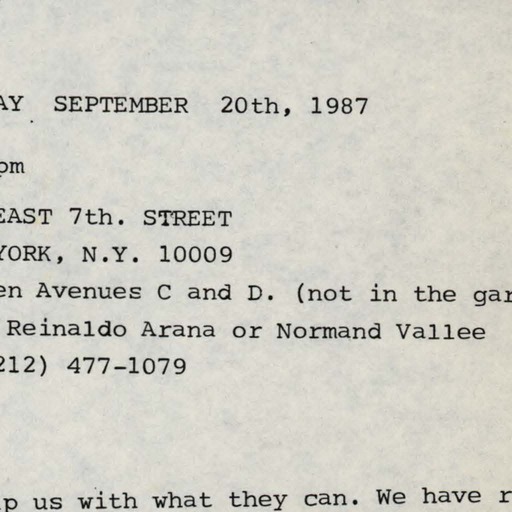 AY SEPTEMBER 20th, 1987
pm
EAST 7th. STREET
YORK, N.Y. 10009
en Avenues C and D. (not in the gar
Reinaldo Arana or Normand Vallee
212) 477-1079
p us with what they can. We have r